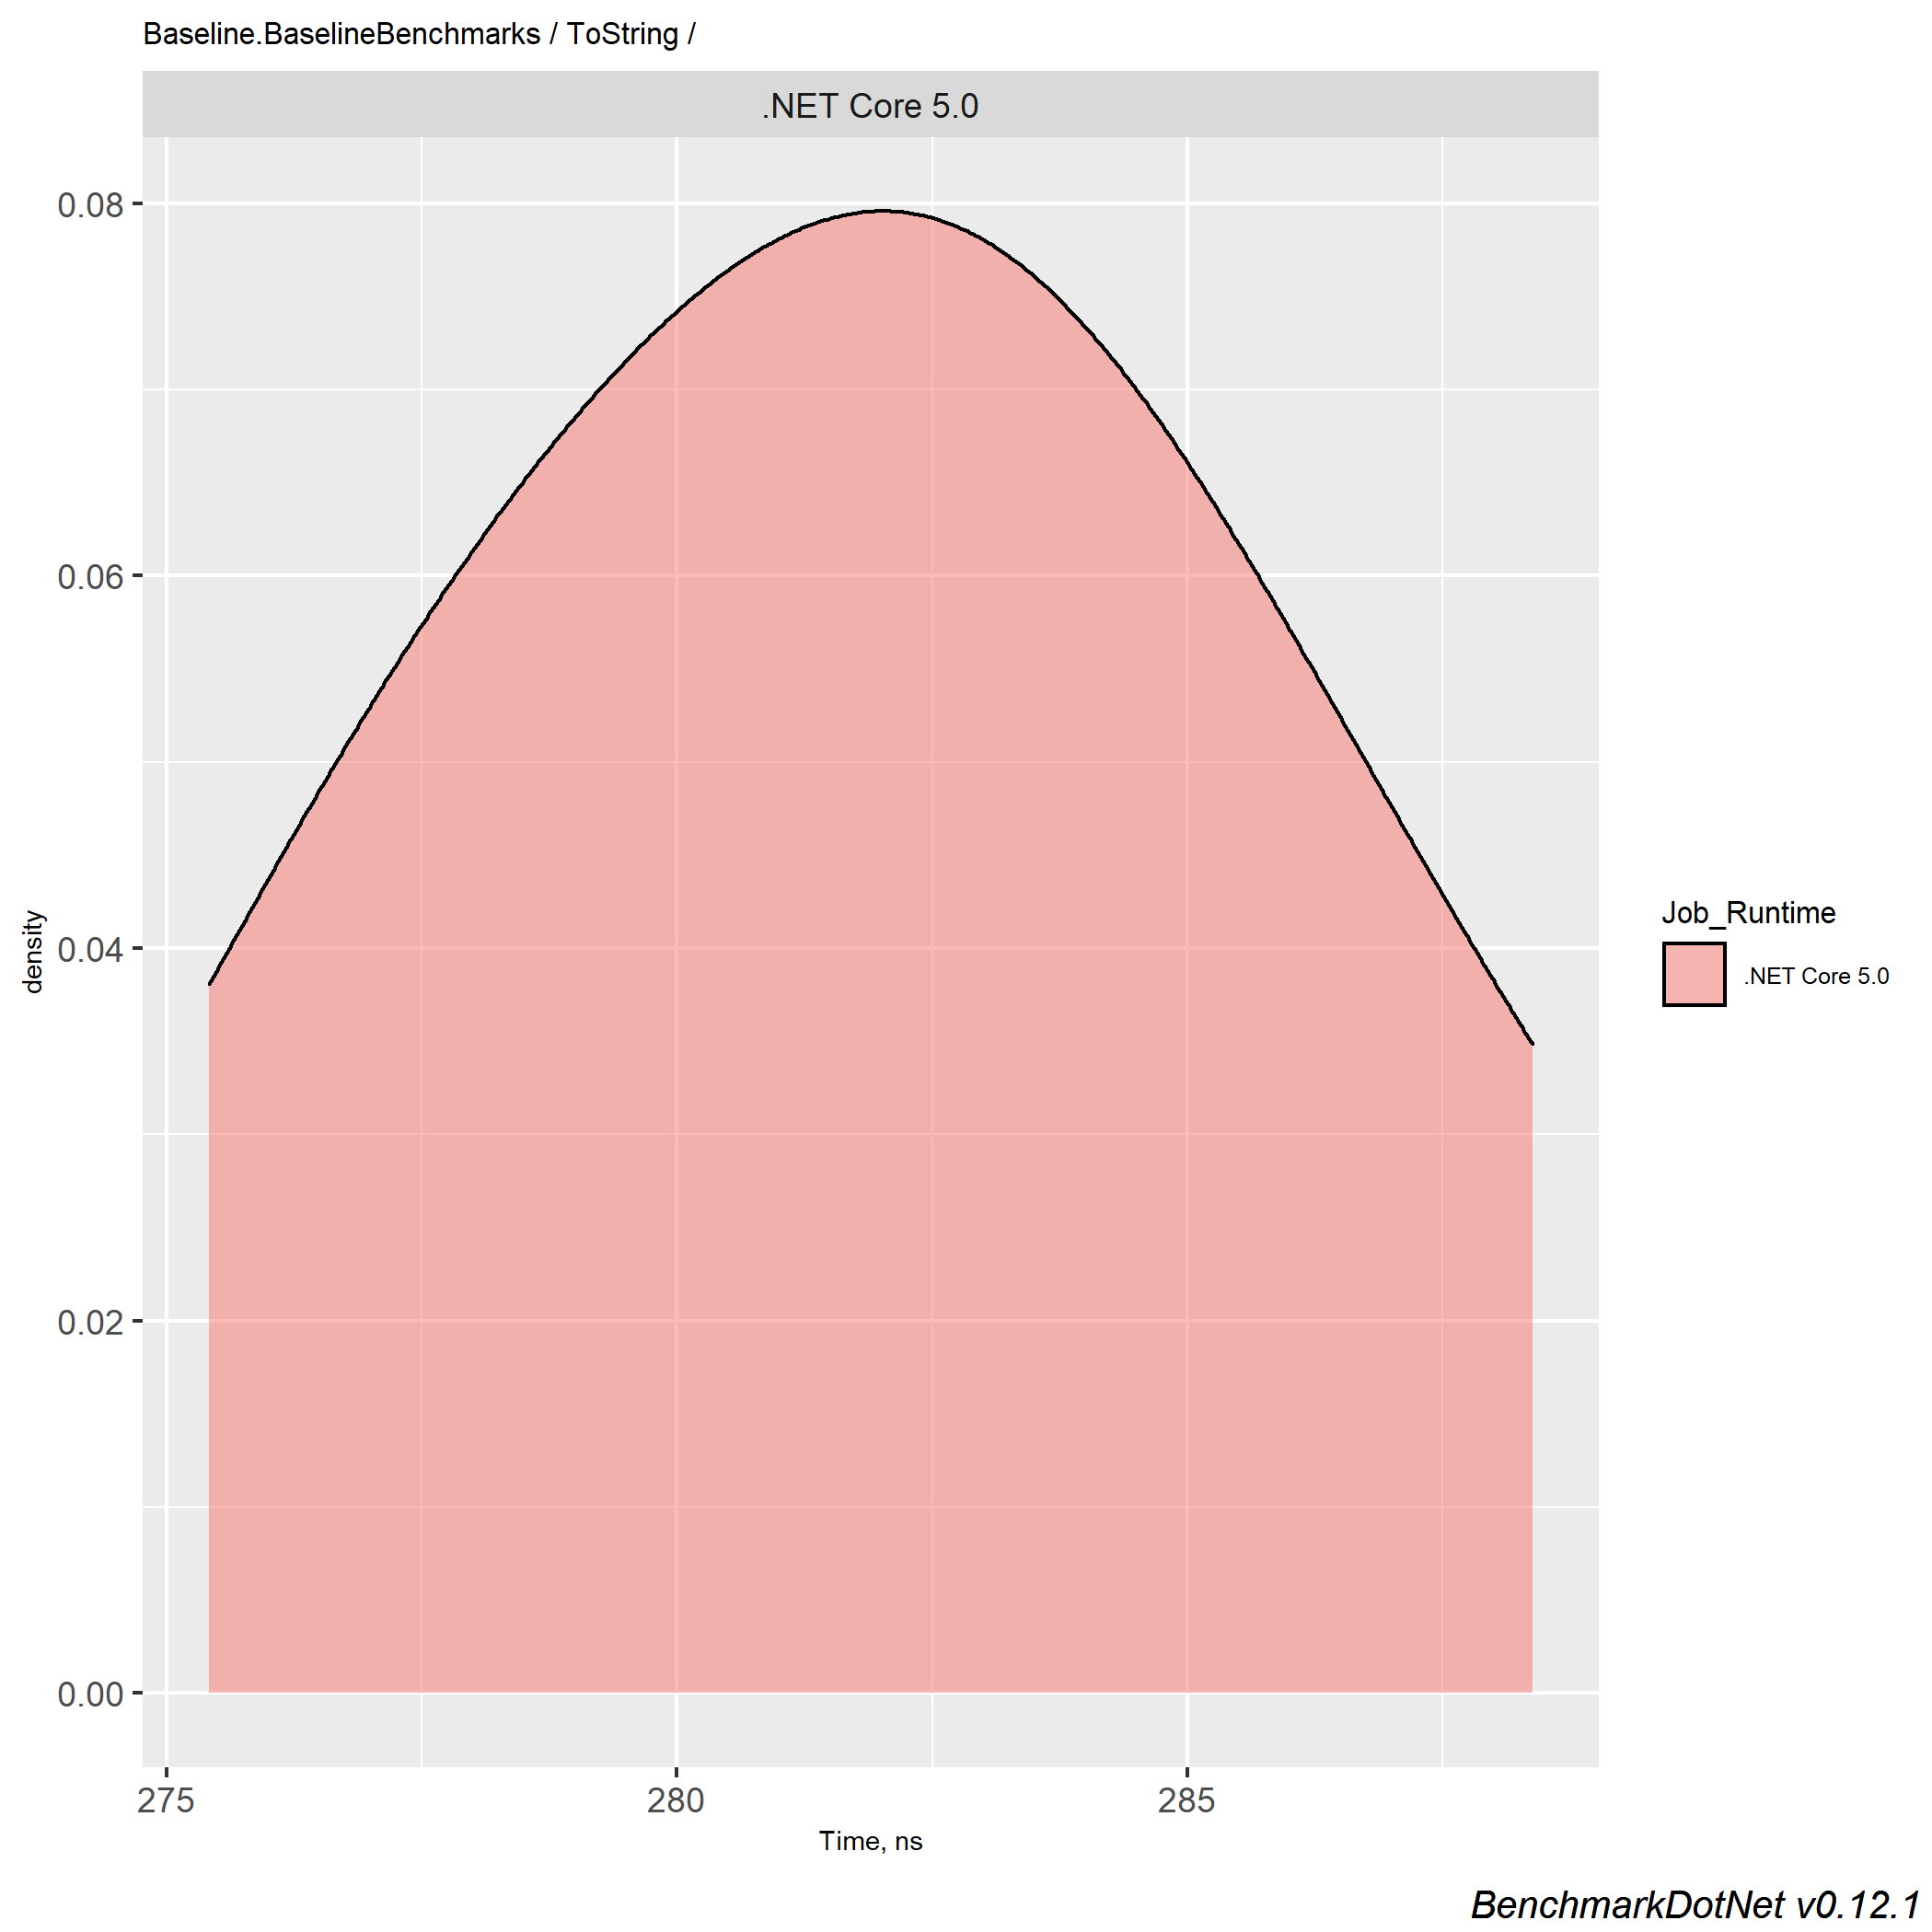 Baseline.BaselineBenchmarks / ToString /
.NET Core 5.0
0.08
0.06
0.04
0.02
0.00
density
275
280
285
Time, ns
Job_Runtime
.NET Core 5.0
BenchmarkDotNet v0.12.1